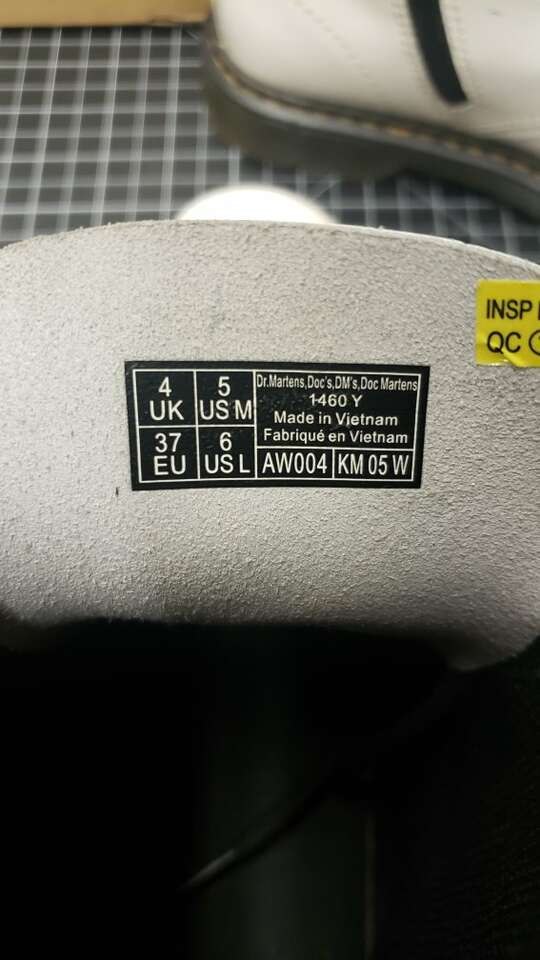 INSP
QC
4 UK
5 US M
37 EU
6 US L
Dr.Martens,Doc's,DM's,Doc Martens
1460 Y
Made in Vietnam
Fabriqué en Vietnam
AW004 KM 05 W